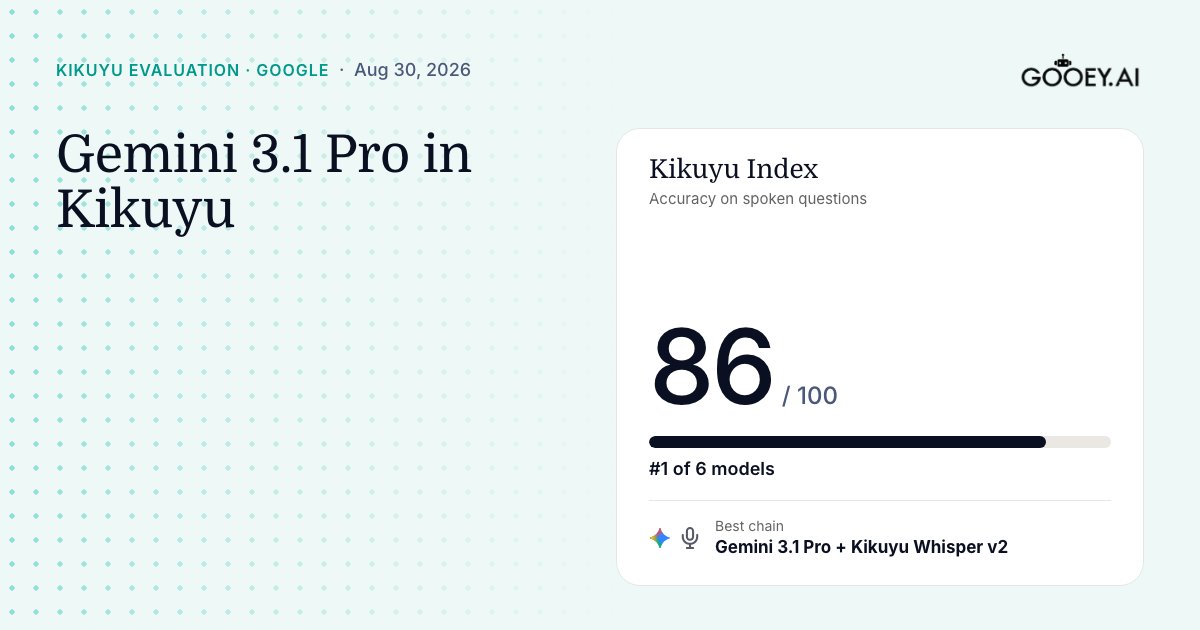 KIKUYU EVALUATION · GOOGLE · Aug 30, 2026
GOOEY.AI
Gemini 3.1 Pro in
Kikuyu
Kikuyu Index
Accuracy on spoken questions
86 / 100
#1 of 6 models
Best chain
Gemini 3.1 Pro + Kikuyu Whisper v2